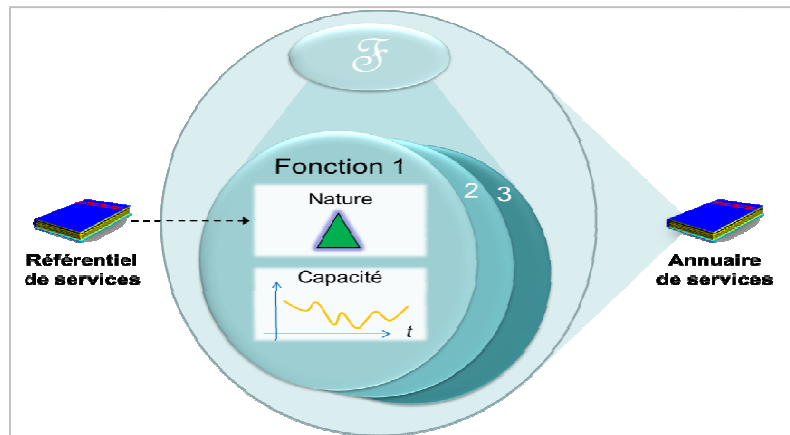 ℱ
Fonction 1
2
3
Nature
Capacité
t
Référentiel
de services
Annuaire
de services